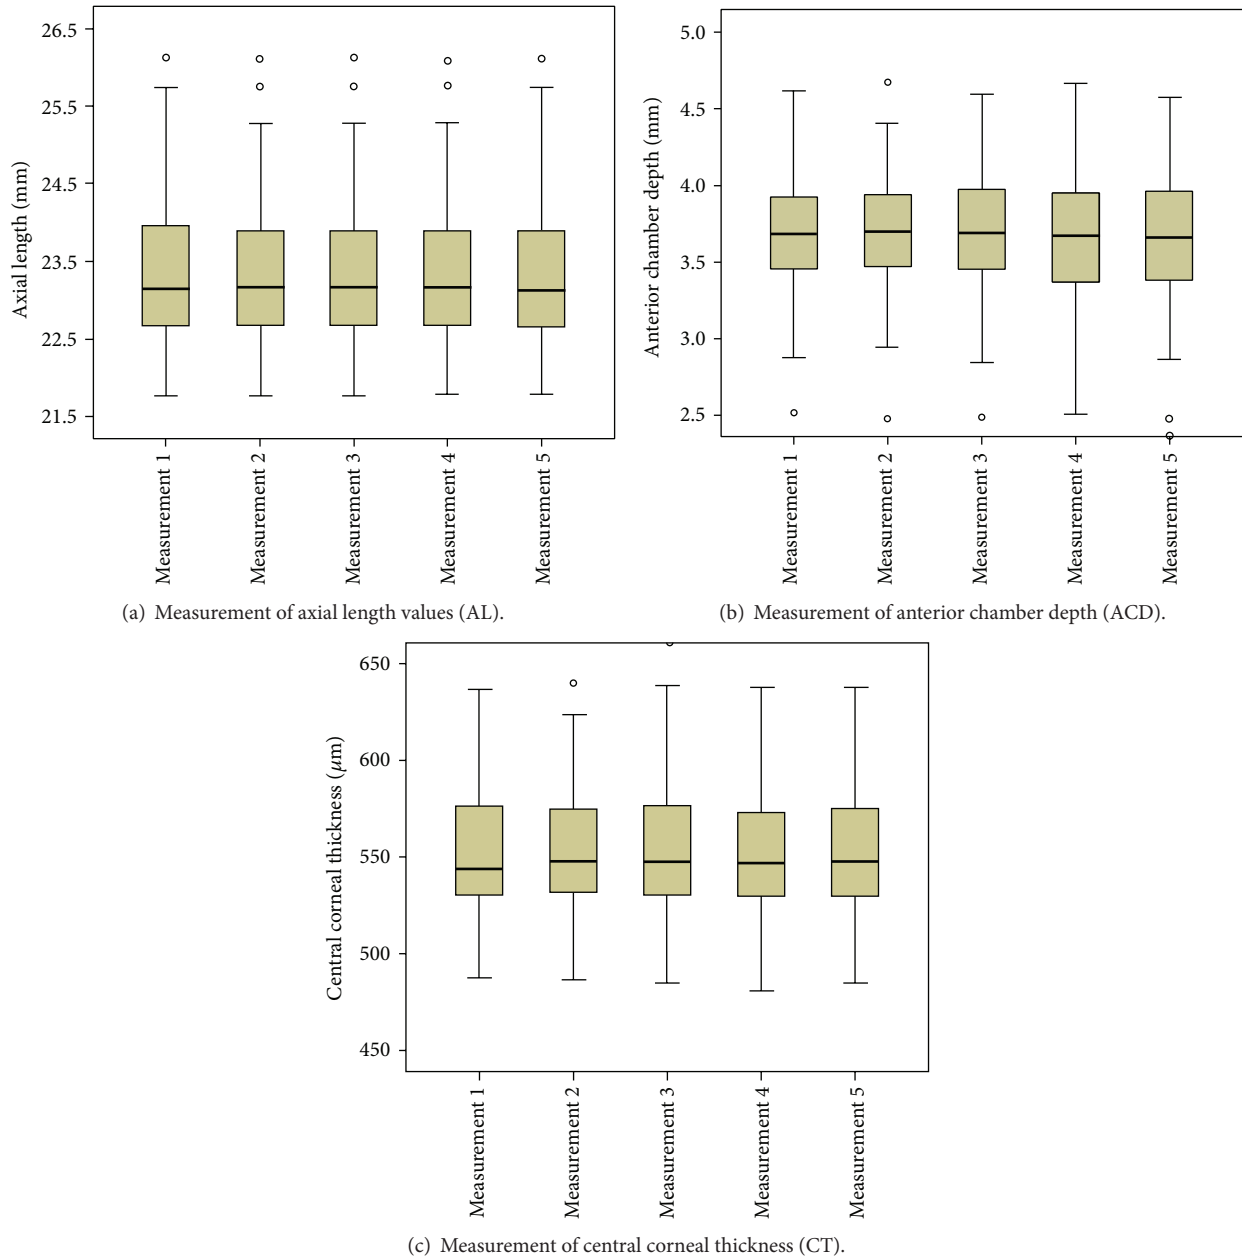 Axial length (mm)
26.5
25.5
24.5
23.5
22.5
21.5
Measurement 1
Measurement 2
Measurement 3
Measurement 4
Measurement 5
(a) Measurement of axial length values (AL).
Anterior chamber depth (mm)
5.0
4.5
4.0
3.5
3.0
2.5
Measurement 1
Measurement 2
Measurement 3
Measurement 4
Measurement 5
(b) Measurement of anterior chamber depth (ACD).
Central corneal thickness (μm)
650
600
550
500
450
Measurement 1
Measurement 2
Measurement 3
Measurement 4
Measurement 5
(c) Measurement of central corneal thickness (CT).